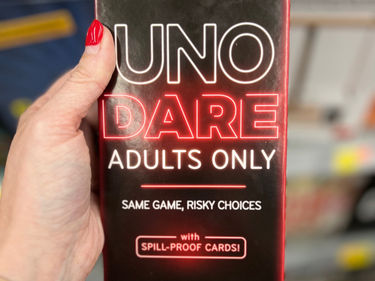 UNO
DARE
ADULTS ONLY
SAME GAME, RISKY CHOICES
with
SPILL-PROOF CARDS!